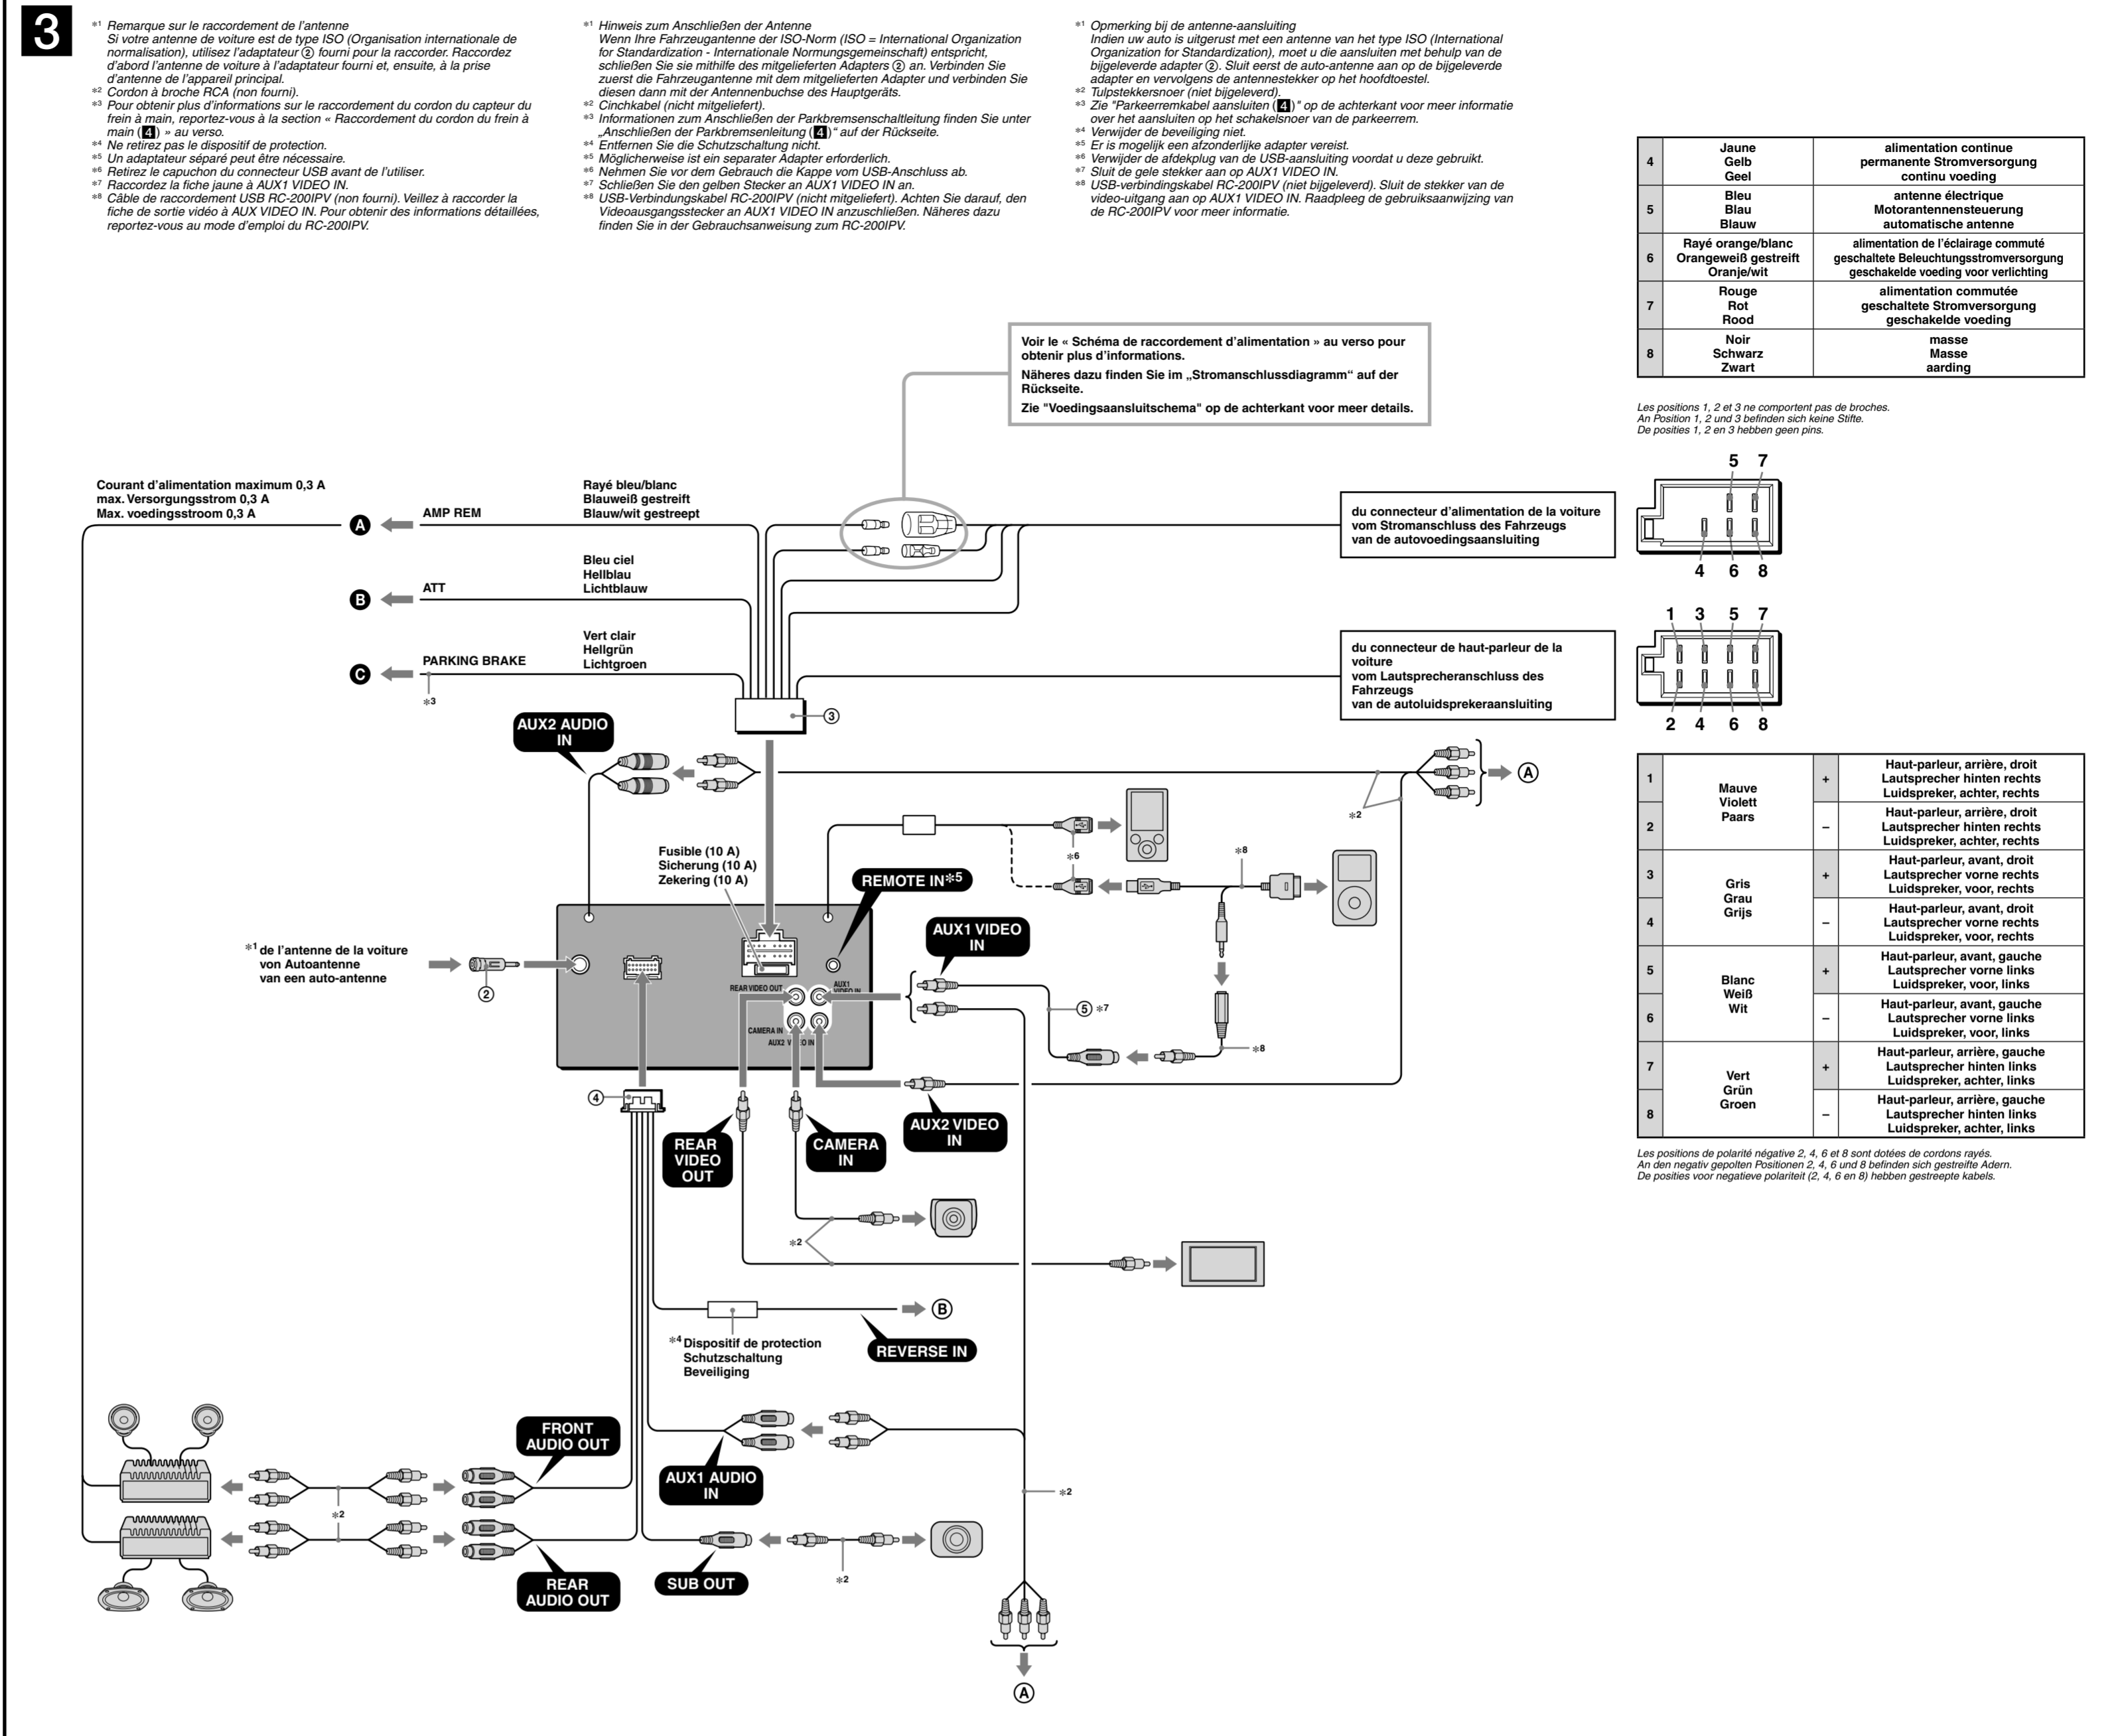 3
*1 Remarque sur le raccordement de l'antenne
Si votre antenne de voiture est de type ISO (Organisation internationale de
normalisation), utilisez l'adaptateur ② fourni pour la raccorder. Raccordez
d'abord l'antenne de voiture à l'adaptateur fourni et, ensuite, à la prise
d'antenne de l'appareil principal.
*2 Cordon à broche RCA (non fourni).
*3 Pour obtenir plus d'informations sur le raccordement du cordon du capteur du
frein à main, reportez-vous à la section « Raccordement du cordon du frein à
main (4) » au verso.
*4 Ne retirez pas le dispositif de protection.
*5 Un adaptateur séparé peut être nécessaire.
*6 Retirez le capuchon du connecteur USB avant de l'utiliser.
*7 Raccordez la fiche jaune à AUX1 VIDEO IN.
*8 Câble de raccordement USB RC-200IPV (non fourni). Veillez à raccorder la
fiche de sortie vidéo à AUX VIDEO IN. Pour obtenir des informations détaillées,
reportez-vous au mode d'emploi du RC-200IPV.
*1 Hinweis zum Anschließen der Antenne
Wenn Ihre Fahrzeugantenne der ISO-Norm (ISO = International Organization
for Standardization - Internationale Normungsgemeinschaft) entspricht,
schließen Sie sie mithilfe des mitgelieferten Adapters ② an. Verbinden Sie
zuerst die Fahrzeugantenne mit dem mitgelieferten Adapter und verbinden Sie
diesen dann mit der Antennenbuchse des Hauptgeräts.
*2 Cinchkabel (nicht mitgeliefert).
*3 Informationen zum Anschließen der Parkbremsenschaltleitung finden Sie unter
„Anschließen der Parkbremsenleitung (4)“ auf der Rückseite.
*4 Entfernen Sie die Schutzschaltung nicht.
*5 Möglicherweise ist ein separater Adapter erforderlich.
*6 Nehmen Sie vor dem Gebrauch die Kappe vom USB-Anschluss ab.
*7 Schließen Sie den gelben Stecker an AUX1 VIDEO IN an.
*8 USB-Verbindungskabel RC-200IPV (nicht mitgeliefert). Achten Sie darauf, den
Videoausgangsstecker an AUX1 VIDEO IN anzuschließen. Näheres dazu
finden Sie in der Gebrauchsanweisung zum RC-200IPV.
*1 Opmerking bij de antenne-aansluiting
Indien uw auto is uitgerust met een antenne van het type ISO (International
Organization for Standardization), moet u die aansluiten met behulp van de
bijgeleverde adapter ②. Sluit eerst de auto-antenne aan op de bijgeleverde
adapter en vervolgens de antennestekker op het hoofdtoestel.
*2 Tulpstekkersnoer (niet bijgeleverd).
*3 Zie "Parkeerremkabel aansluiten (4)" op de achterkant voor meer informatie
over het aansluiten op het schakelsnoer van de parkeerrem.
*4 Verwijder de beveiliging niet.
*5 Er is mogelijk een afzonderlijke adapter vereist.
*6 Verwijder de afdekplug van de USB-aansluiting voordat u deze gebruikt.
*7 Sluit de gele stekker aan op AUX1 VIDEO IN.
*8 USB-verbindingskabel RC-200IPV (niet bijgeleverd). Sluit de stekker van de
video-uitgang aan op AUX1 VIDEO IN. Raadpleeg de gebruiksaanwijzing van
de RC-200IPV voor meer informatie.
4
Jaune
Gelb
Geel
alimentation continue
permanente Stromversorgung
continu voeding
5
Bleu
Blau
Blauw
antenne électrique
Motorantennensteuerung
automatische antenne
6
Rayé orange/blanc
Orangeweiß gestreift
Oranje/wit
alimentation de l'éclairage commuté
geschaltete Beleuchtungsstromversorgung
geschakelde voeding voor verlichting
7
Rouge
Rot
Rood
alimentation commutée
geschaltete Stromversorgung
geschakelde voeding
8
Noir
Schwarz
Zwart
masse
Masse
aarding
Les positions 1, 2 et 3 ne comportent pas de broches.
An Position 1, 2 und 3 befinden sich keine Stifte.
De posities 1, 2 en 3 hebben geen pins.
Voir le « Schéma de raccordement d'alimentation » au verso pour
obtenir plus d'informations.
Näheres dazu finden Sie im „Stromanschlussdiagramm“ auf der
Rückseite.
Zie "Voedingsaansluitschema" op de achterkant voor meer details.
Courant d'alimentation maximum 0,3 A
max. Versorgungsstrom 0,3 A
Max. voedingsstroom 0,3 A
A
AMP REM
Rayé bleu/blanc
Blauweiß gestreift
Blauw/wit gestreept
B
ATT
Bleu ciel
Hellblau
Lichtblauw
C
PARKING BRAKE
*3
Vert clair
Hellgrün
Lichtgroen
du connecteur d'alimentation de la voiture
vom Stromanschluss des Fahrzeugs
van de autovoedingsaansluiting
5 7
4 6 8
du connecteur de haut-parleur de la
voiture
vom Lautsprecheranschluss des
Fahrzeugs
van de autoluidsprekeraansluiting
1 3 5 7
2 4 6 8
③
AUX2 AUDIO
IN
Ⓐ
*2
Fusible (10 A)
Sicherung (10 A)
Zekering (10 A)
REMOTE IN*5
*6
*8
AUX1 VIDEO
IN
*1 de l'antenne de la voiture
von Autoantenne
van een auto-antenne
②
REAR VIDEO OUT
AUX1
VIDEO IN
CAMERA IN
AUX2 VIDEO IN
⑤ *7
*8
④
REAR
VIDEO
OUT
CAMERA
IN
AUX2 VIDEO
IN
*2
Ⓑ
REVERSE IN
*4 Dispositif de protection
Schutzschaltung
Beveiliging
FRONT
AUDIO OUT
AUX1 AUDIO
IN
*2
*2
REAR
AUDIO OUT
SUB OUT
*2
Ⓐ
1
2
Mauve
Violett
Paars
+
Haut-parleur, arrière, droit
Lautsprecher hinten rechts
Luidspreker, achter, rechts
–
Haut-parleur, arrière, droit
Lautsprecher hinten rechts
Luidspreker, achter, rechts
3
4
Gris
Grau
Grijs
+
Haut-parleur, avant, droit
Lautsprecher vorne rechts
Luidspreker, voor, rechts
–
Haut-parleur, avant, droit
Lautsprecher vorne rechts
Luidspreker, voor, rechts
5
6
Blanc
Weiß
Wit
+
Haut-parleur, avant, gauche
Lautsprecher vorne links
Luidspreker, voor, links
–
Haut-parleur, avant, gauche
Lautsprecher vorne links
Luidspreker, voor, links
7
8
Vert
Grün
Groen
+
Haut-parleur, arrière, gauche
Lautsprecher hinten links
Luidspreker, achter, links
–
Haut-parleur, arrière, gauche
Lautsprecher hinten links
Luidspreker, achter, links
Les positions de polarité négative 2, 4, 6 et 8 sont dotées de cordons rayés.
An den negativ gepolten Positionen 2, 4, 6 und 8 befinden sich gestreifte Adern.
De posities voor negatieve polariteit (2, 4, 6 en 8) hebben gestreepte kabels.